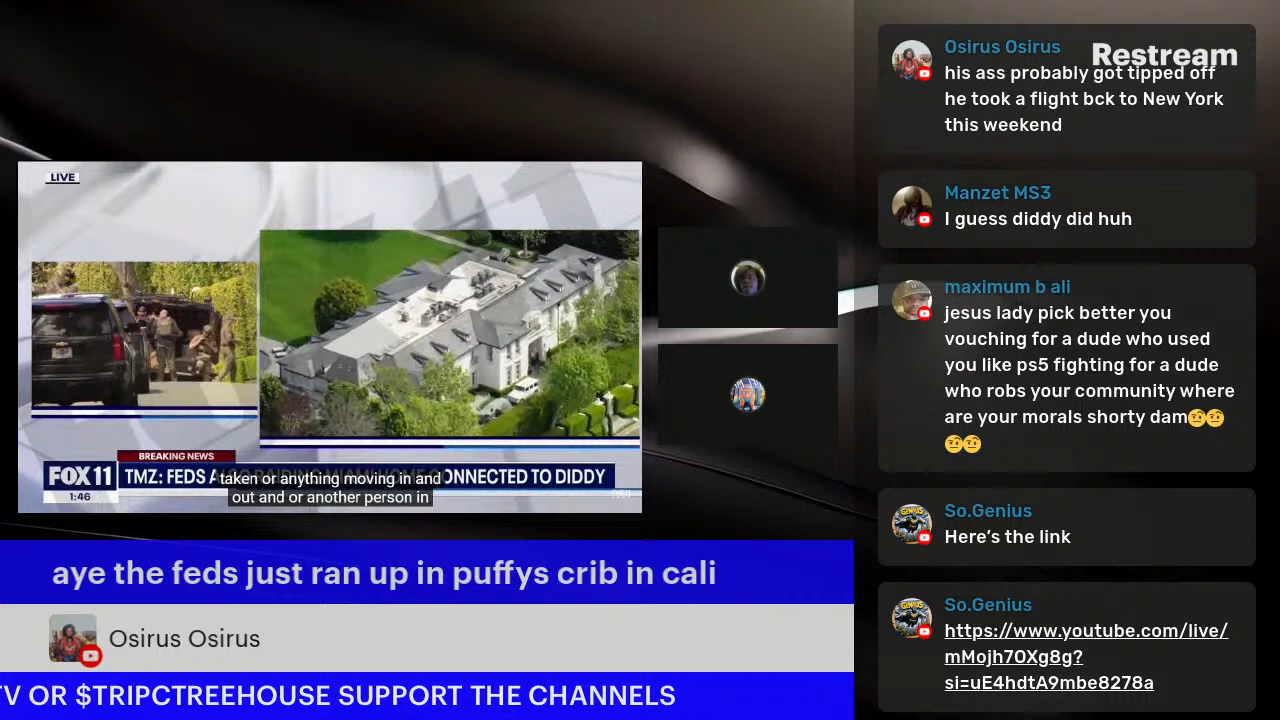 LIVE
BREAKING NEWS
FOX 11
TMZ: FEDS A
ONNECTED TO DIDDY
1:46
taken or anything moving in and
out and or another person in
aye the feds just ran up in puffys crib in cali
Osirus Osirus
TV OR $TRIPCTREEHOUSE SUPPORT THE CHANNELS
Restream
Osirus Osirus
his ass probably got tipped off
he took a flight bck to New York
this weekend
Manzet MS3
I guess diddy did huh
maximum b ali
jesus lady pick better you
vouching for a dude who used
you like ps5 fighting for a dude
who robs your community where
are your morals shorty dam🤨🤨
🤨🤨
So.Genius
Here’s the link
So.Genius
https://www.youtube.com/live/
mMojh7OXg8g?
si=uE4hdtA9mbe8278a